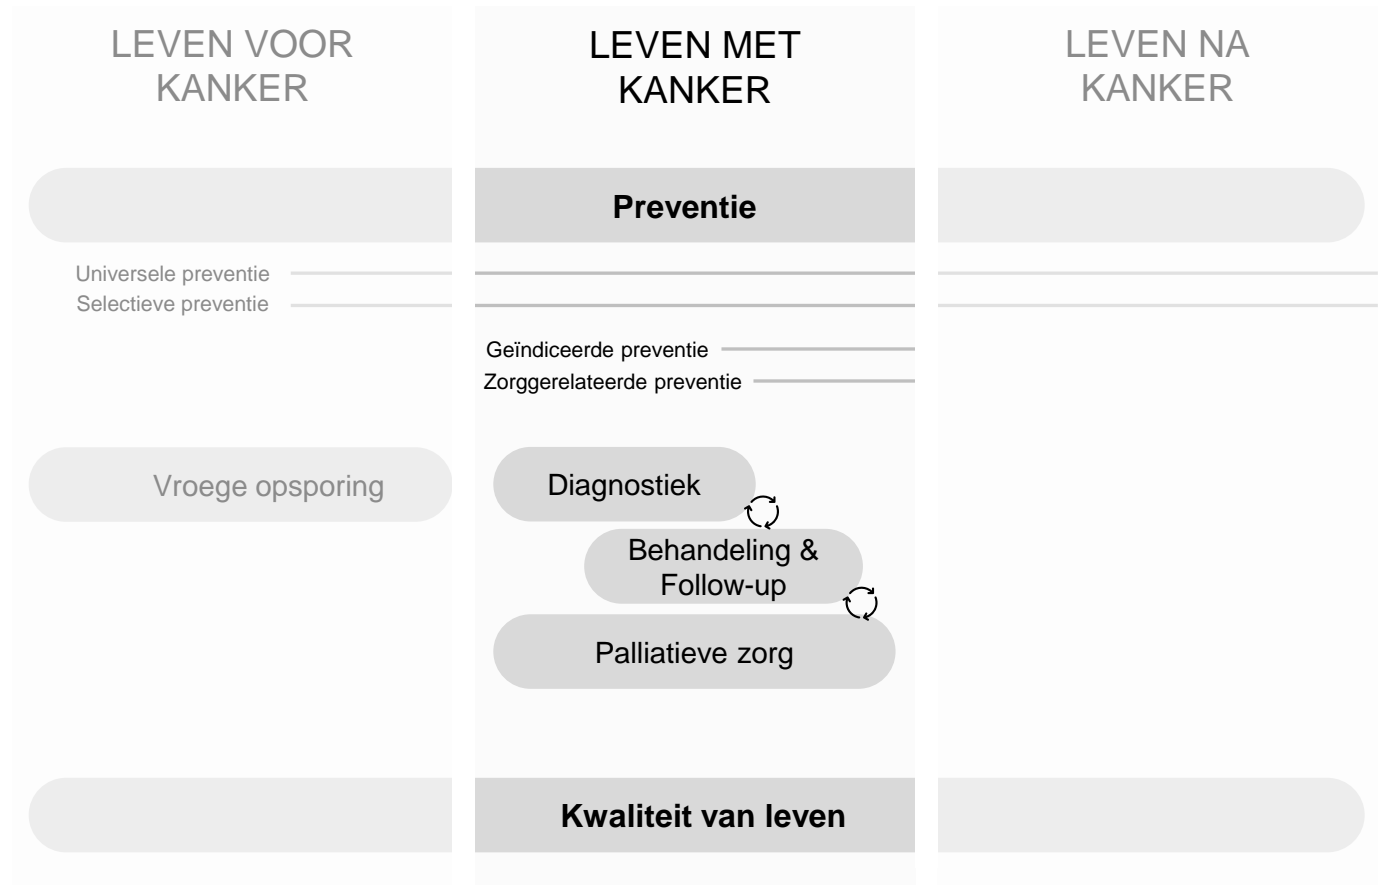 LEVEN VOOR
KANKER
LEVEN MET
KANKER
LEVEN NA
KANKER
Preventie
Universele preventie
Selectieve preventie
Geïndiceerde preventie
Zorggerelateerde preventie
Vroege opsporing
Diagnostiek
Behandeling &
Follow-up
Palliatieve zorg
Kwaliteit van leven